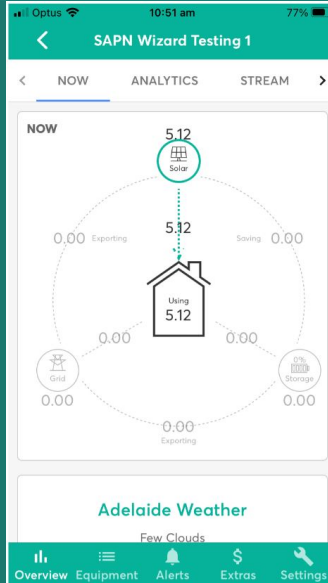 Optus 10:51 am 77%
SAPN Wizard Testing 1
NOW ANALYTICS STREAM
NOW
5.12
Solar
5.12
0.00 Exporting
Saving 0.00
Using
5.12
0.00
0.00
Grid
0.00
0%
Storage
0.00
0.00
Exporting
Adelaide Weather
Few Clouds
Overview Equipment Alerts Extras Settings